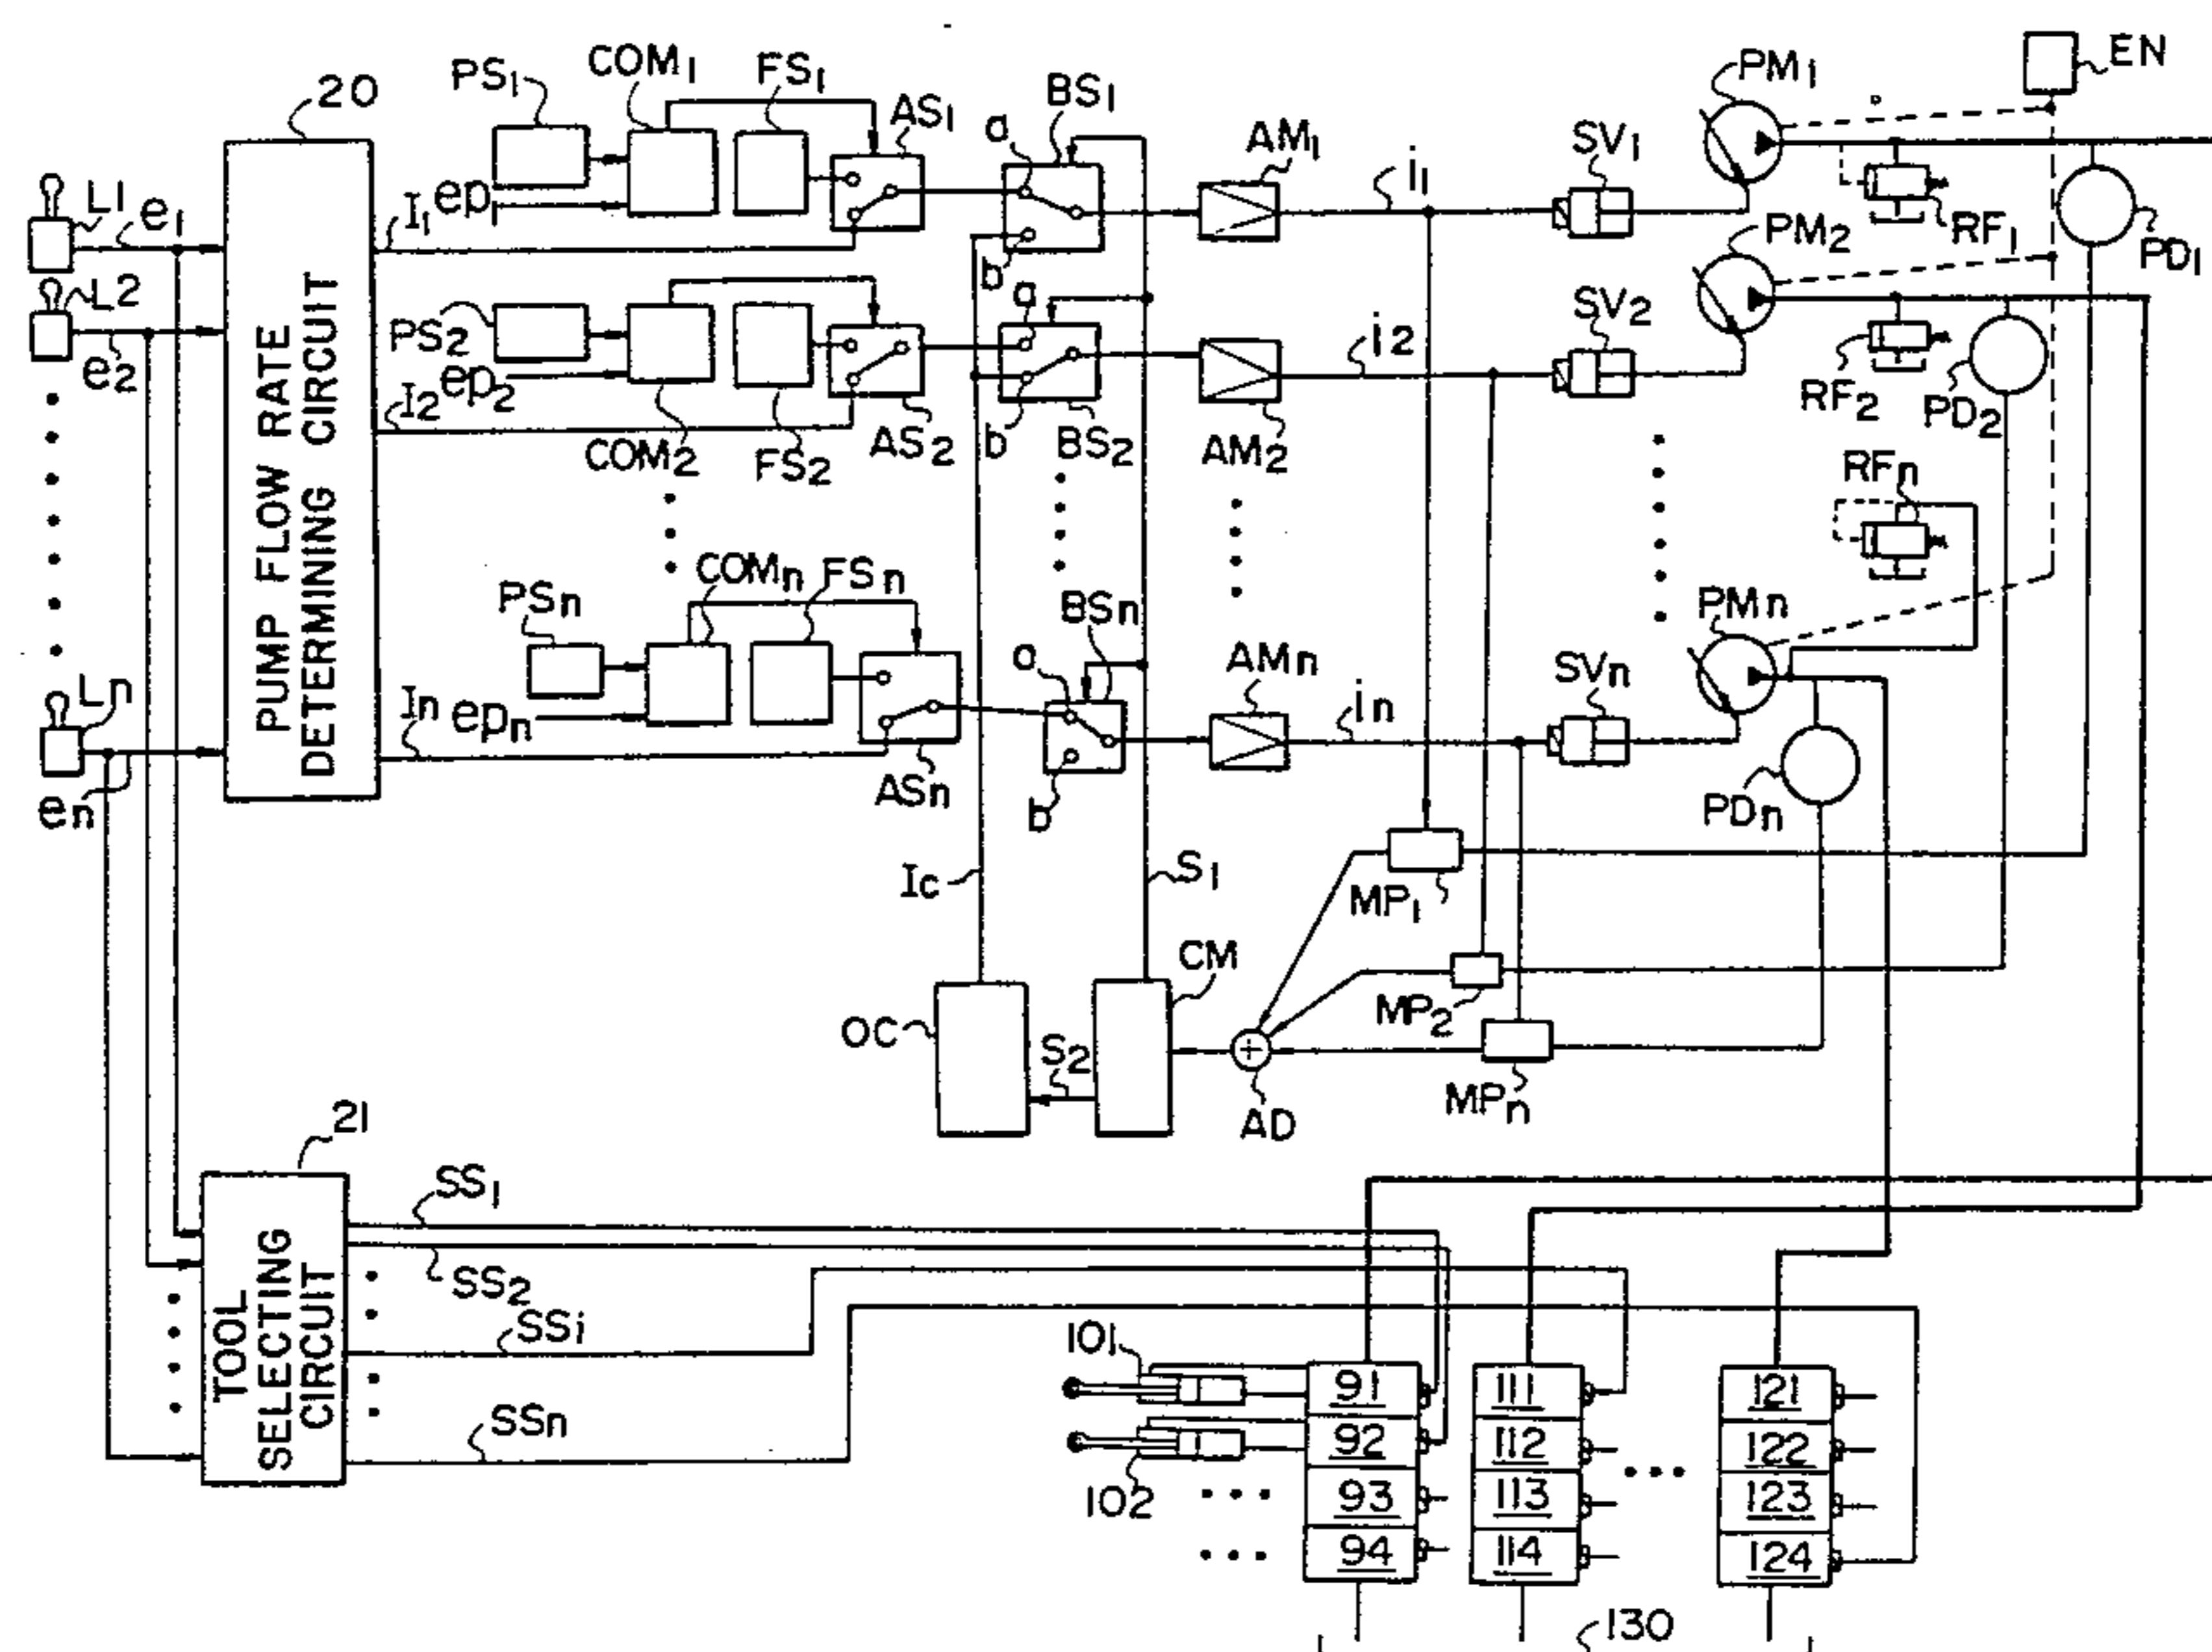 20
PS1
COM1
FS1
AS1
BS1
a
b
AM1
i1
SV1
PM1
EN
RF1
PD1
L1
e1
I1
ep1
L2
e2
I2
PUMP FLOW RATE
DETERMINING CIRCUIT
PS2
ep2
COM2
FS2
AS2
a
b
BS2
AM2
i2
SV2
PM2
RF2
PD2
RFn
Ln
en
In
PSn
epn
COMn
FSn
ASn
BSn
a
b
AMn
in
SVn
PMn
PDn
Ic
S1
MP1
MP2
MPn
CM
OC
S2
+
AD
21
TOOL
SELECTING
CIRCUIT
SS1
SS2
SSi
SSn
101
102
91
92
93
94
111
112
113
114
121
122
123
124
130